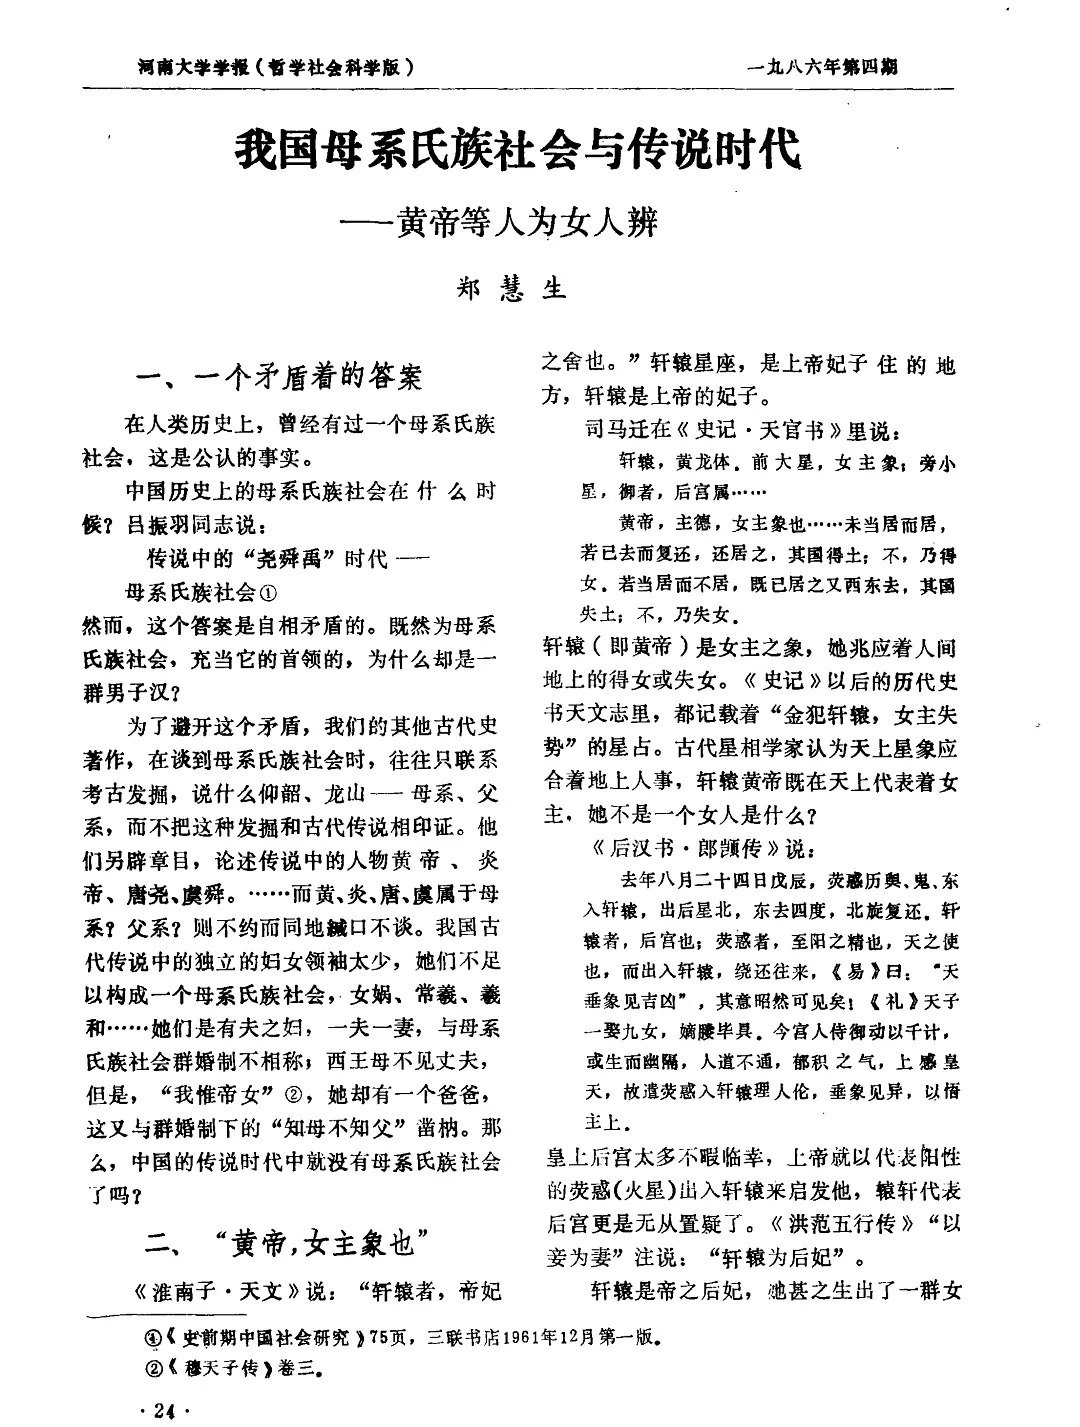 河南大学学报(哲学社会科学版)
一九八六年第四期
我国母系氏族社会与传说时代
——黄帝等人为女人辨
郑慧生
一、一个矛盾着的答案
在人类历史上，曾经有过一个母系氏族
社会，这是公认的事实。
中国历史上的母系氏族社会在什么时
候？吕振羽同志说：
传说中的“尧舜禹”时代——
母系氏族社会①
然而，这个答案是自相矛盾的。既然为母系
氏族社会，充当它的首领的，为什么却是一
群男子汉？
为了避开这个矛盾，我们的其他古代史
著作，在谈到母系氏族社会时，往往只联系
考古发掘，说什么仰韶、龙山——母系、父
系，而不把这种发掘和古代传说相印证。他
们另辟章目，论述传说中的人物黄帝、炎
帝、唐尧、虞舜。……而黄、炎、唐、虞属于母
系？父系？则不约而同地缄口不谈。我国古
代传说中的独立的妇女领袖太少，她们不足
以构成一个母系氏族社会，女娲、常羲、羲
和……她们是有夫之妇，一夫一妻，与母系
氏族社会群婚制不相称；西王母不见丈夫，
但是，“我惟帝女”②，她却有一个爸爸，
这又与群婚制下的“知母不知父”凿枘。那
么，中国的传说时代中就没有母系氏族社会
了吗？
二、“黄帝，女主象也”
《淮南子·天文》说：“轩辕者，帝妃
之舍也。”轩辕星座，是上帝妃子住的地
方，轩辕是上帝的妃子。
司马迁在《史记·天官书》里说：
轩辕，黄龙体．前大星，女主象；旁小
星，御者，后宫属……
黄帝，主德，女主象也……未当居而居，
若已去而复还，还居之，其国得土；不，乃得
女．若当居而不居，既已居之又西东去，其国
失土；不，乃失女．
轩辕（即黄帝）是女主之象，她兆应着人间
地上的得女或失女。《史记》以后的历代史
书天文志里，都记载着“金犯轩辕，女主失
势”的星占。古代星相学家认为天上星象应
合着地上人事，轩辕黄帝既在天上代表着女
主，她不是一个女人是什么？
《后汉书·郎顗传》说：
去年八月二十四日戊辰，荧惑历舆、鬼、东
入轩辕，出后星北，东去四度，北旋复还．轩
辕者，后宫也；荧惑者，至阳之精也，天之使
也，而出入轩辕，绕还往来，《易》曰：“天
垂象见吉凶”，其意昭然可见矣！《礼》天子
一娶九女，嫡媵毕具．今宫人侍御动以千计，
或生而幽隔，人道不通，郁积之气，上感皇
天，故遣荧惑入轩辕理人伦，垂象见异，以悟
主上．
皇上后宫太多不暇临幸，上帝就以代表阳性
的荧惑(火星)出入轩辕来启发他，辕轩代表
后宫更是无从置疑了。《洪范五行传》“以
妾为妻”注说：“轩辕为后妃”。
轩辕是帝之后妃，她甚之生出了一群女
①《史前期中国社会研究》75页，三联书店1961年12月第一版。
②《穆天子传》卷三。
·24·